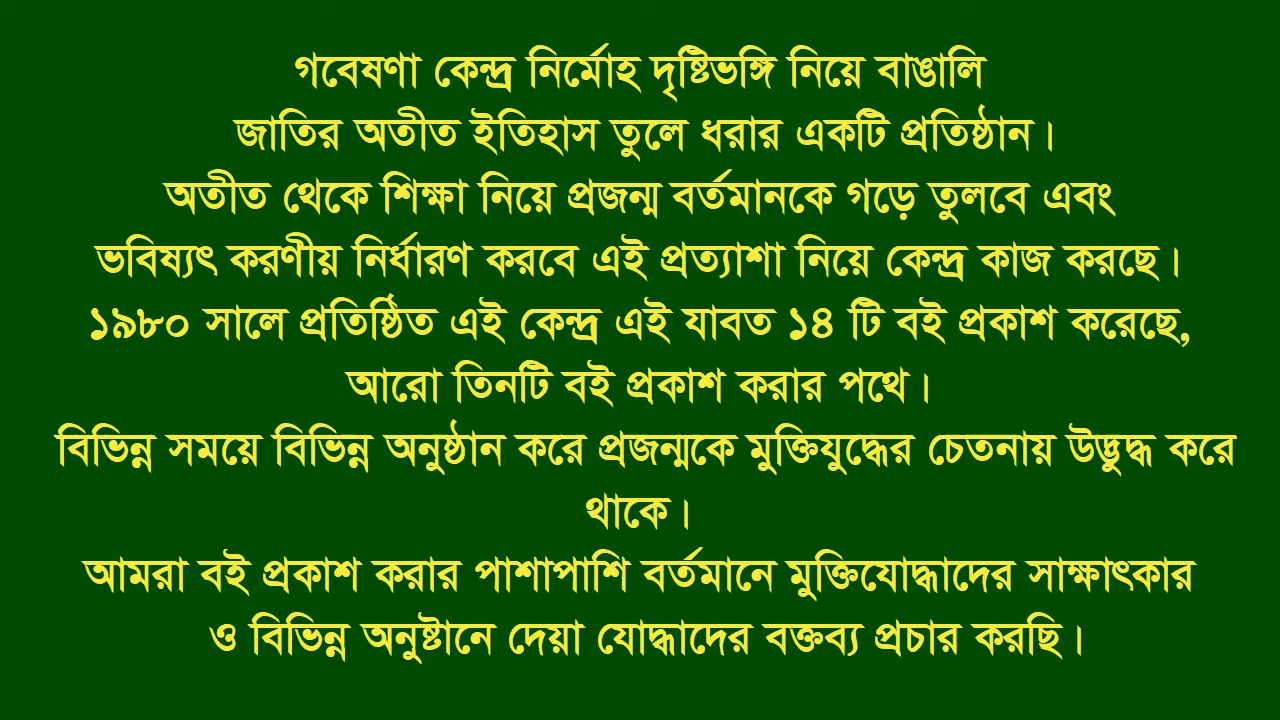 গবেষণা কেন্দ্র নির্মোহ দৃষ্টিভঙ্গি নিয়ে বাঙালি
জাতির অতীত ইতিহাস তুলে ধরার একটি প্রতিষ্ঠান।
অতীত থেকে শিক্ষা নিয়ে প্রজন্ম বর্তমানকে গড়ে তুলবে এবং
ভবিষ্যৎ করণীয় নির্ধারণ করবে এই প্রত্যাশা নিয়ে কেন্দ্র কাজ করছে।
১৯৮০ সালে প্রতিষ্ঠিত এই কেন্দ্র এই যাবত ১৪ টি বই প্রকাশ করেছে,
আরো তিনটি বই প্রকাশ করার পথে।
বিভিন্ন সময়ে বিভিন্ন অনুষ্ঠান করে প্রজন্মকে মুক্তিযুদ্ধের চেতনায় উদ্ভুদ্ধ করে
থাকে।
আমরা বই প্রকাশ করার পাশাপাশি বর্তমানে মুক্তিযোদ্ধাদের সাক্ষাৎকার
ও বিভিন্ন অনুষ্টানে দেয়া যোদ্ধাদের বক্তব্য প্রচার করছি।